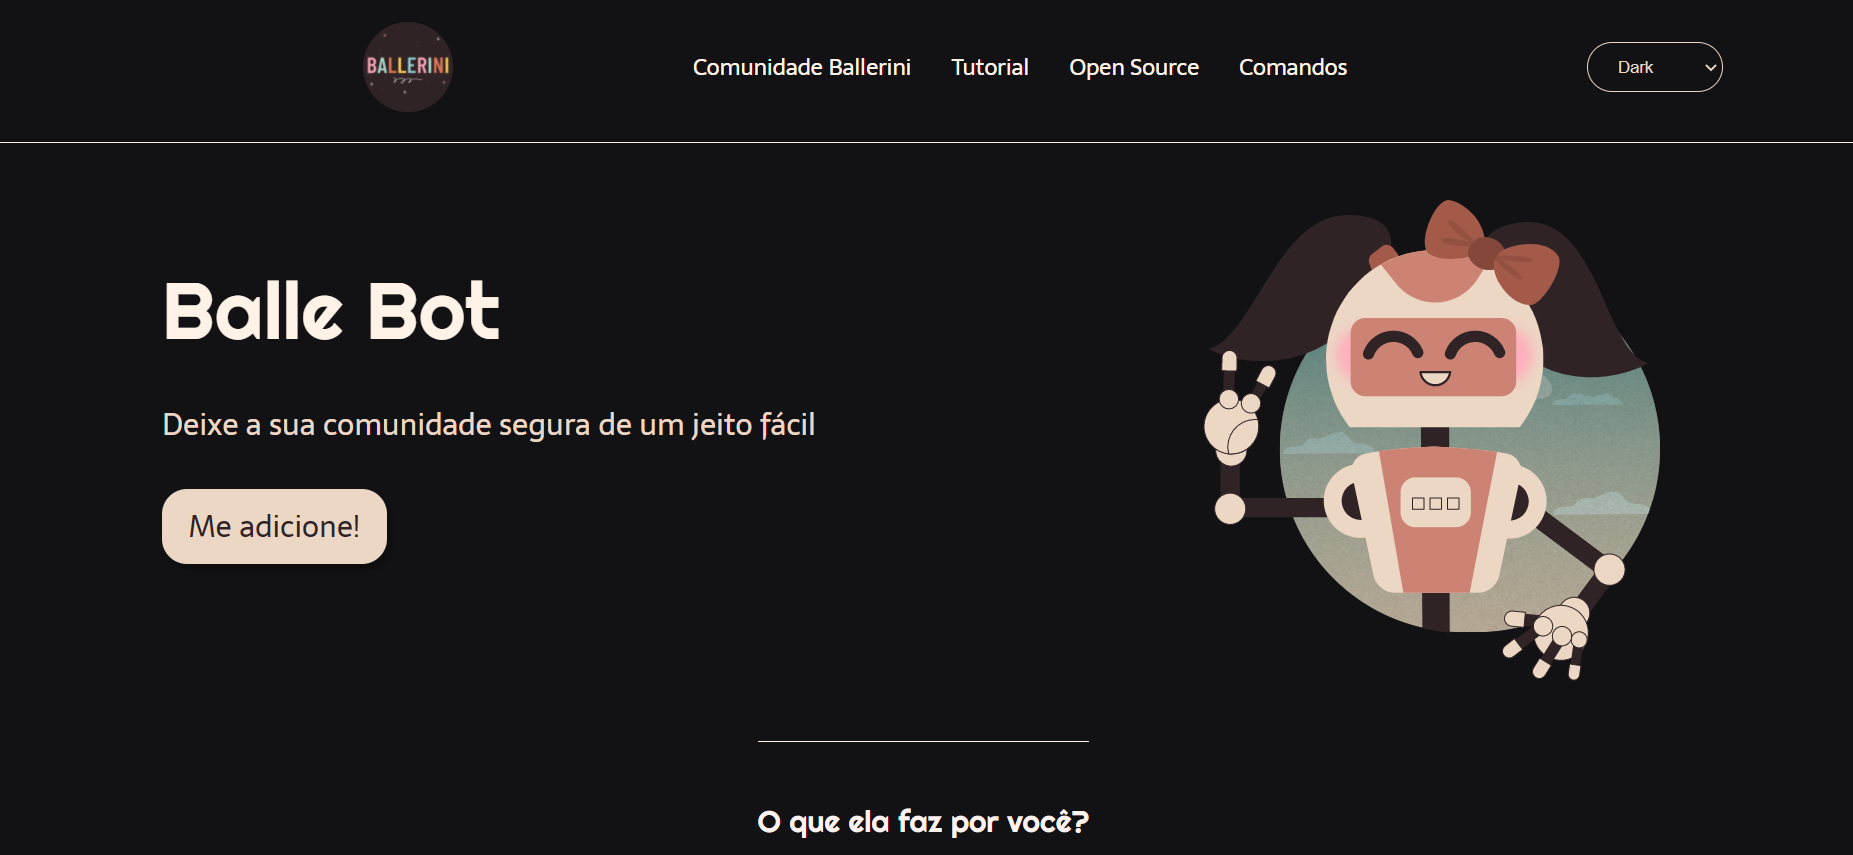 BALLERINI
Comunidade Ballerini
Tutorial
Open Source
Comandos
Dark
Balle Bot
Deixe a sua comunidade segura de um jeito fácil
Me adicione!
O que ela faz por você?